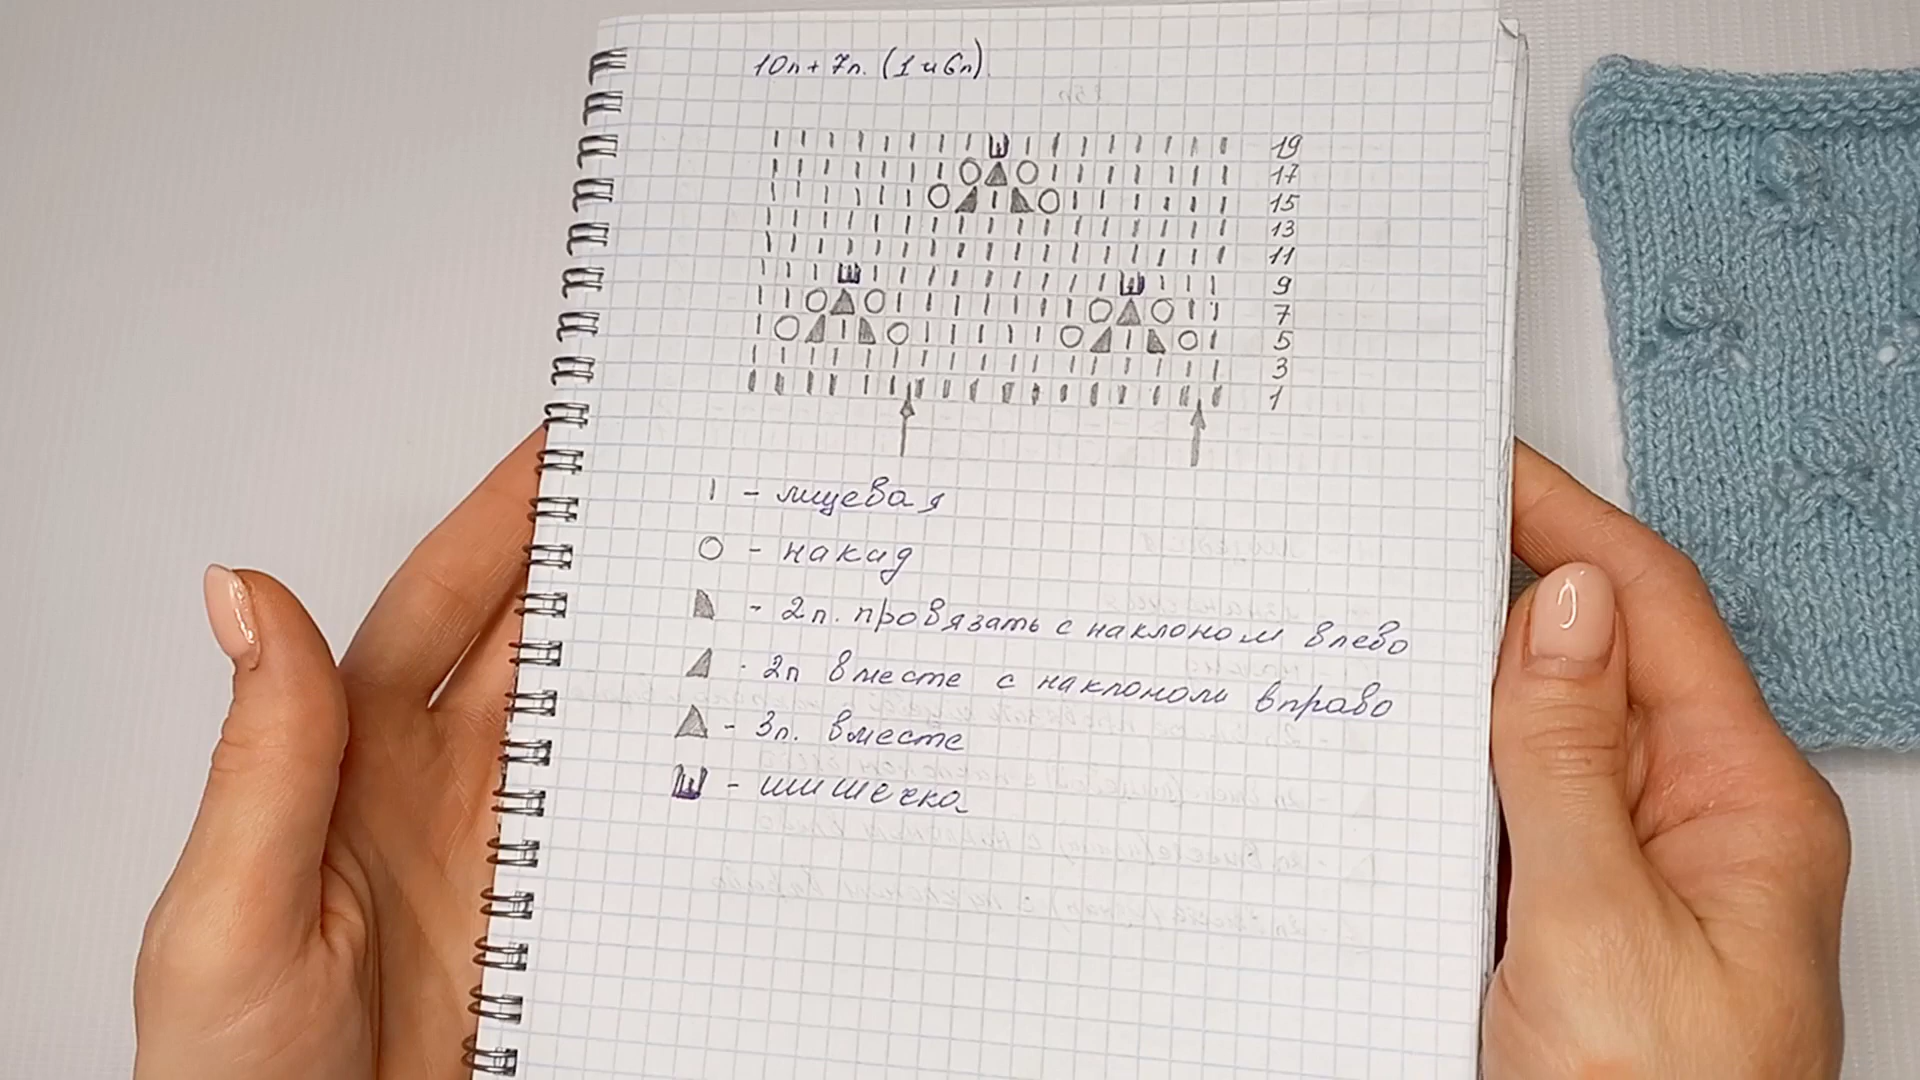 10п + 7п. (1 и 6п)
19
17
15
13
11
9
7
5
3
1
| - лицевая
О - накид
- 2п. провязать с наклоном влево
- 2п вместе с наклоном вправо
- 3п. вместе
Ш - шишечка